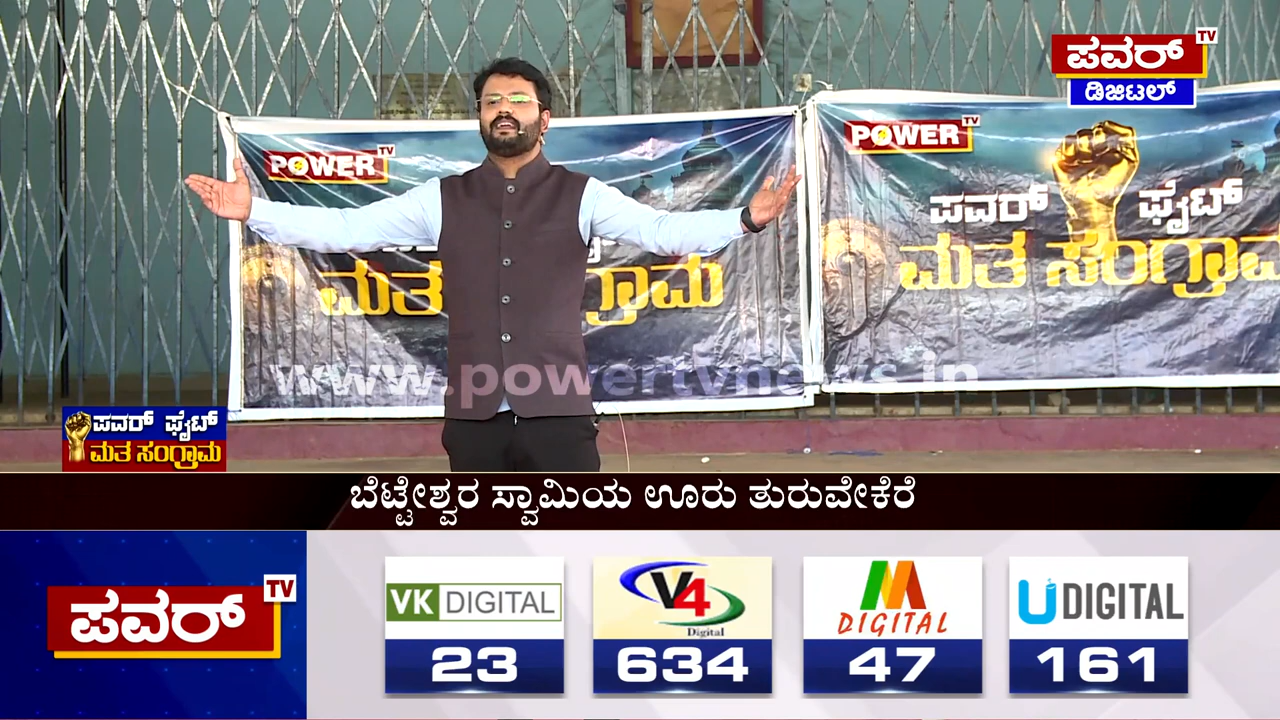 ಪವರ್ TV
ಡಿಜಿಟಲ್
POWER TV
ಮತ
ಗ್ರಾಮ
POWER TV
ಪವರ್ ಫೈಟ್
ಮತ ಸಂಗ್ರಾಮ
www.powertvnews.in
ಪವರ್ ಫೈಟ್
ಮತ ಸಂಗ್ರಾಮ
ಬೆಟ್ಟೇಶ್ವರ ಸ್ವಾಮಿಯ ಊರು ತುರುವೇಕೆರೆ
ಪವರ್ TV
VK DIGITAL
23
V4 Digital
634
M DIGITAL
47
U DIGITAL
161